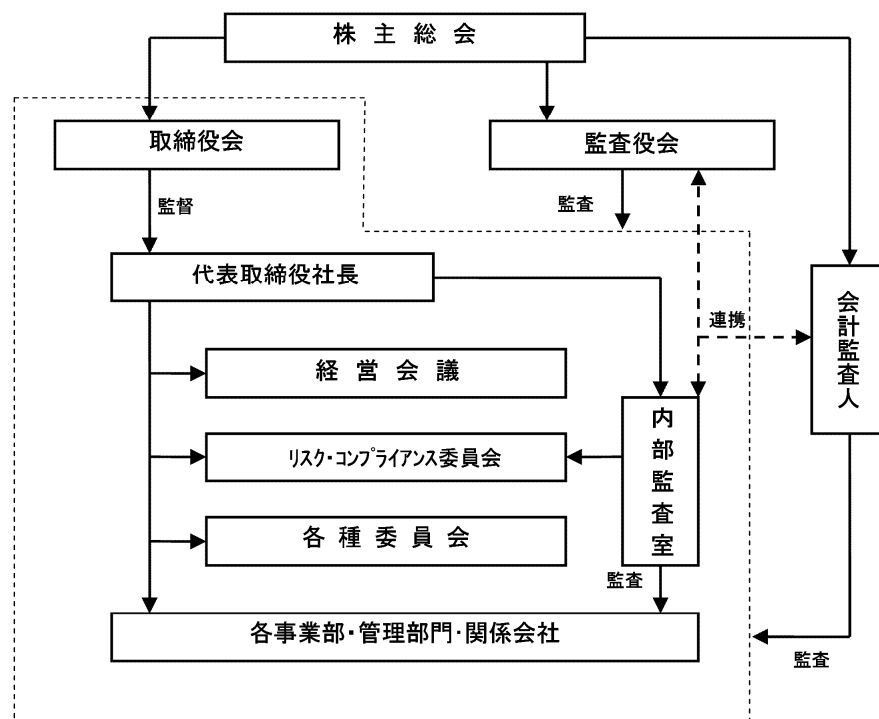 株主総会
取締役会
監査役会
監督
監査
代表取締役社長
連携
会計監査人
経営会議
内部監査室
リスク・コンプライアンス委員会
各種委員会
監査
各事業部・管理部門・関係会社
監査